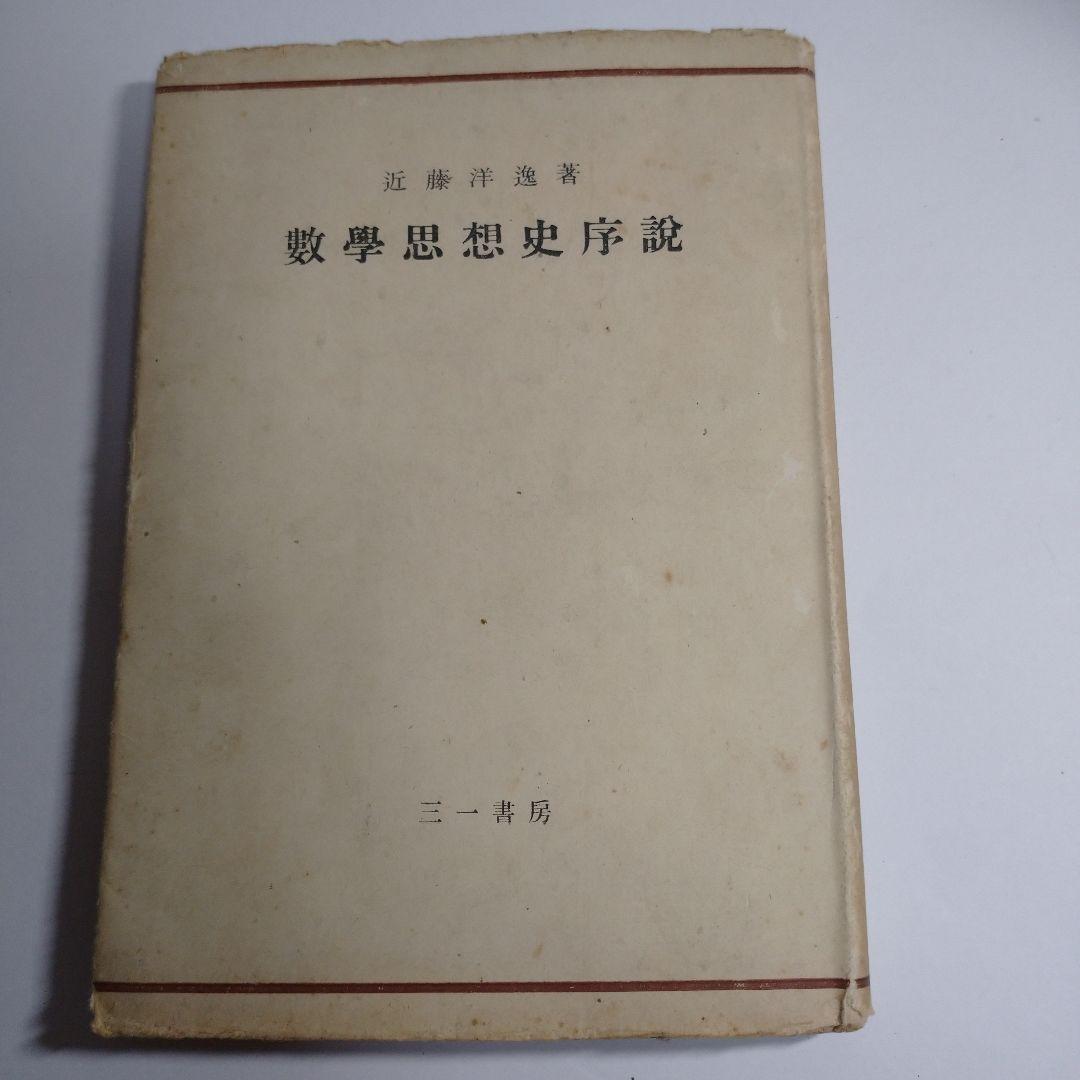 近藤洋逸著
數學思想史序說
三一書房